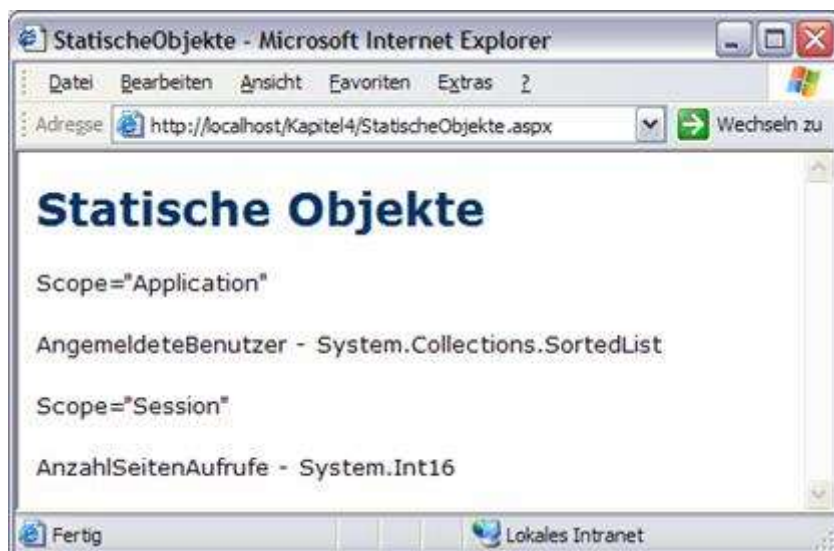 StatischeObjekte - Microsoft Internet Explorer
Datei Bearbeiten Ansicht Favoriten Extras ?
Adresse http://localhost/Kapitel4/StatischeObjekte.aspx Wechseln zu
Statische Objekte
Scope="Application"
AngemeldeteBenutzer - System.Collections.SortedList
Scope="Session"
AnzahlSeitenAufrufe - System.Int16
Fertig Lokales Intranet